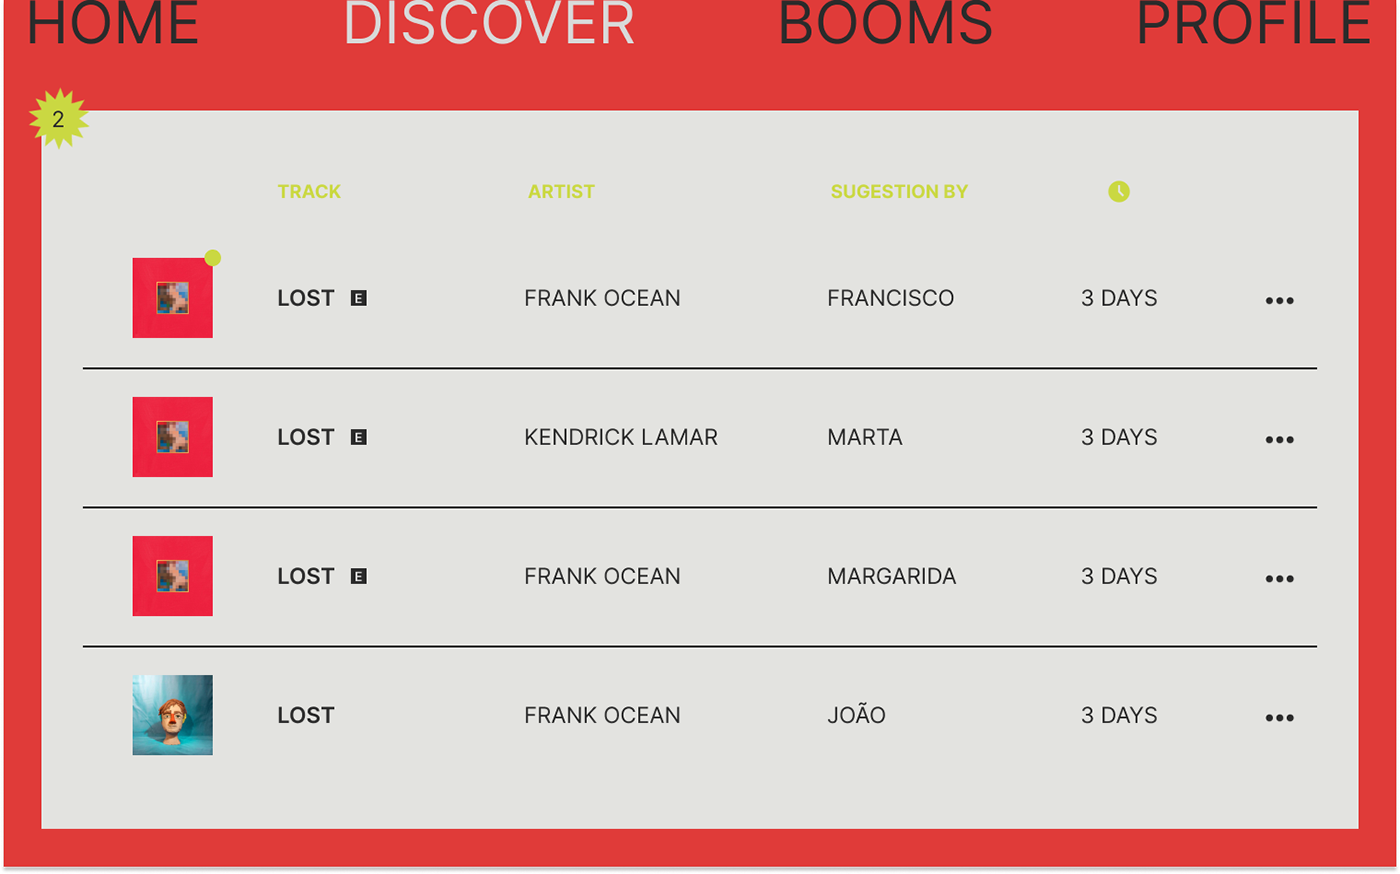 HOME DISCOVER BOOMS PROFILE
2
TRACK ARTIST SUGESTION BY
LOST E FRANK OCEAN FRANCISCO 3 DAYS
LOST E KENDRICK LAMAR MARTA 3 DAYS
LOST E FRANK OCEAN MARGARIDA 3 DAYS
LOST FRANK OCEAN JOÃO 3 DAYS